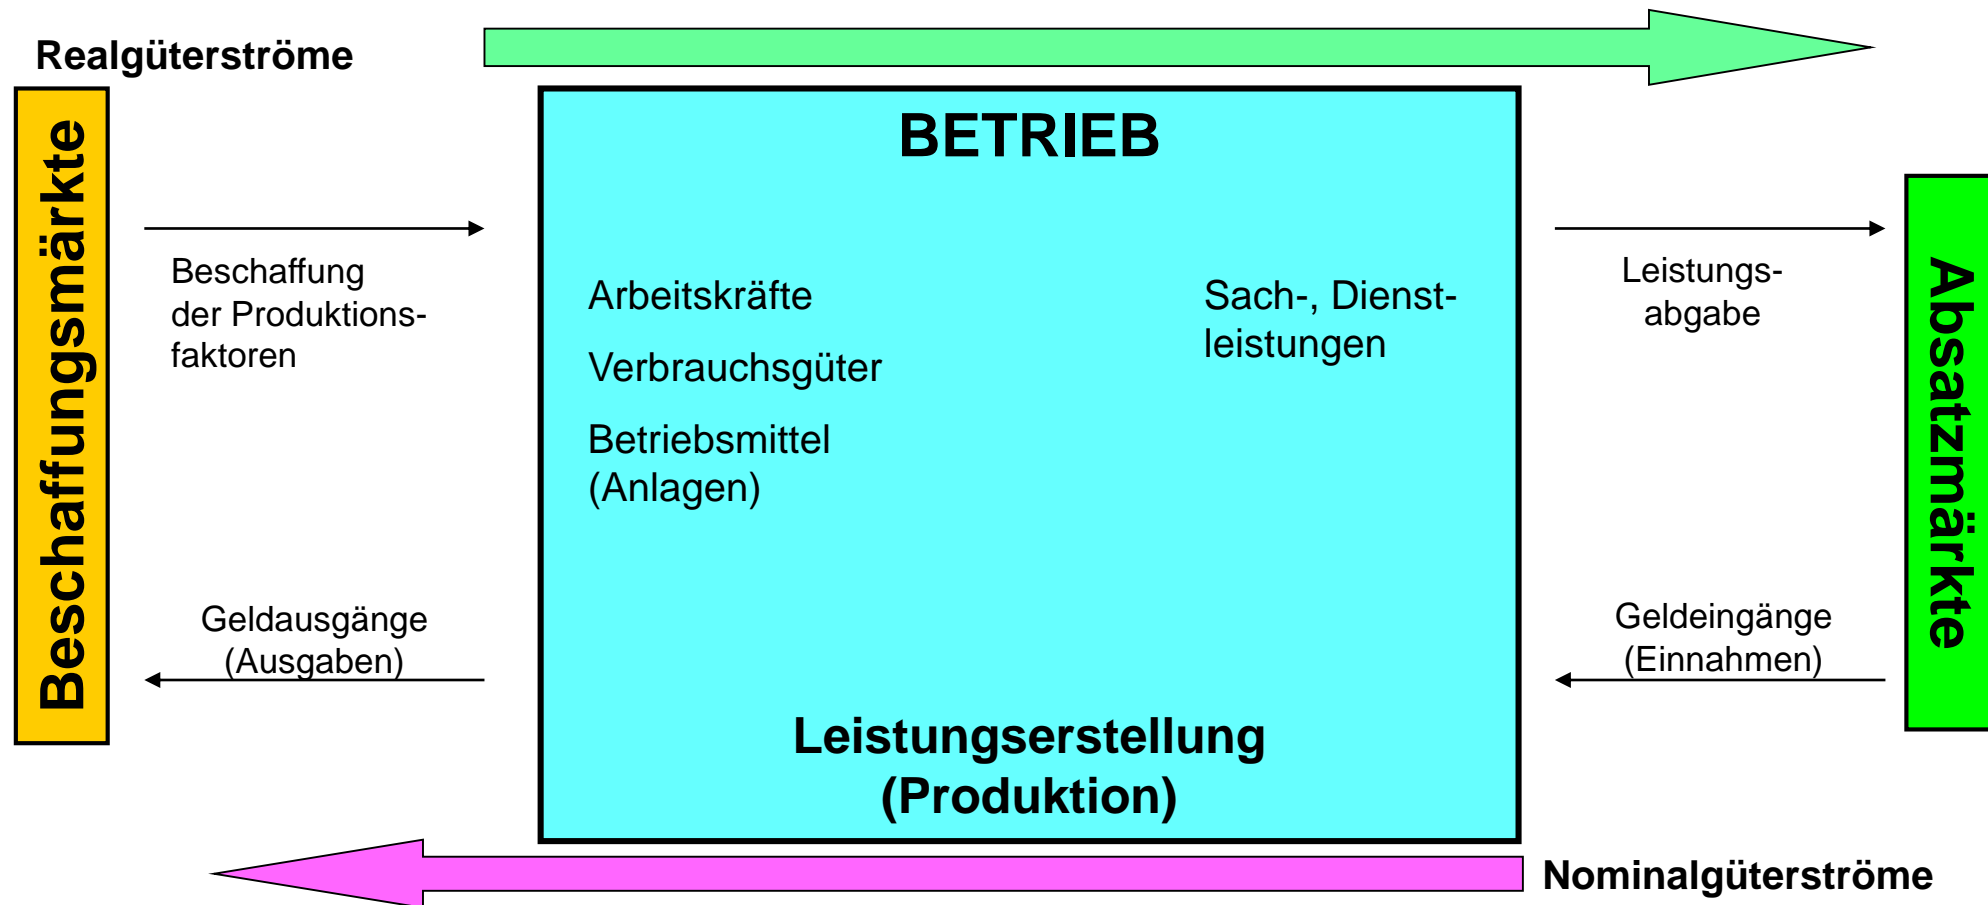 Realgüterströme
Beschaffungsmärkte
Beschaffung
der Produktions-
faktoren
Geldausgänge
(Ausgaben)
BETRIEB
Arbeitskräfte
Verbrauchsgüter
Betriebsmittel
(Anlagen)
Sach-, Dienst-
leistungen
Leistungserstellung
(Produktion)
Leistungs-
abgabe
Geldeingänge
(Einnahmen)
Absatzmärkte
Nominalgüterströme